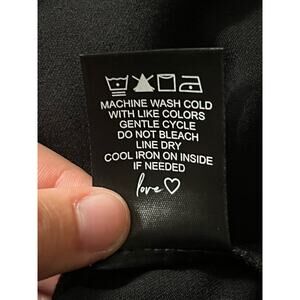 MACHINE WASH COLD
WITH LIKE COLORS
GENTLE CYCLE
DO NOT BLEACH
LINE DRY
COOL IRON ON INSIDE
IF NEEDED
love